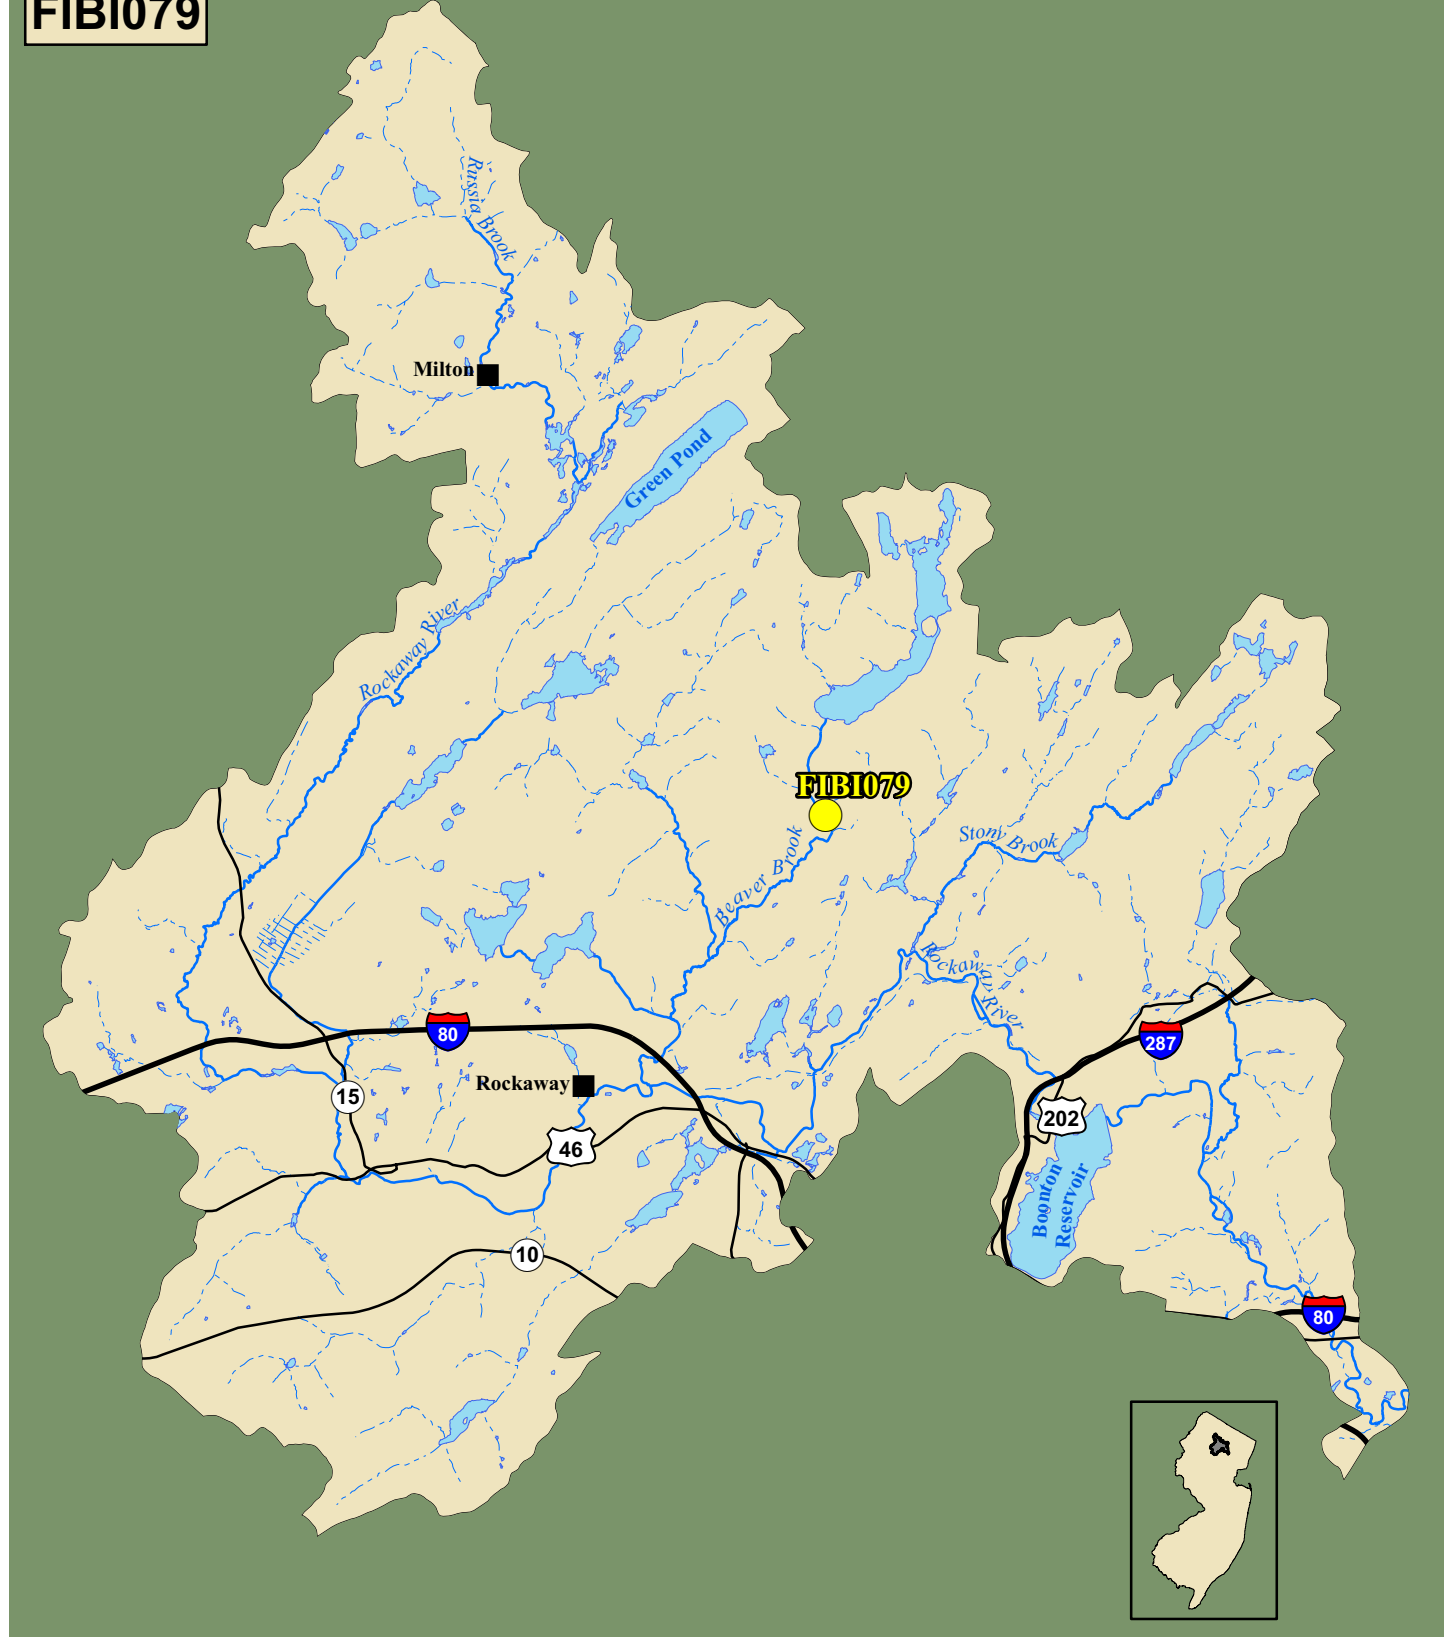 FIBI079
Russia Brook
Milton
Green Pond
Rockaway River
FIBI079
Stony Brook
Beaver Brook
Rockaway River
80
287
Rockaway
15
202
46
Boonton
Reservoir
10
80